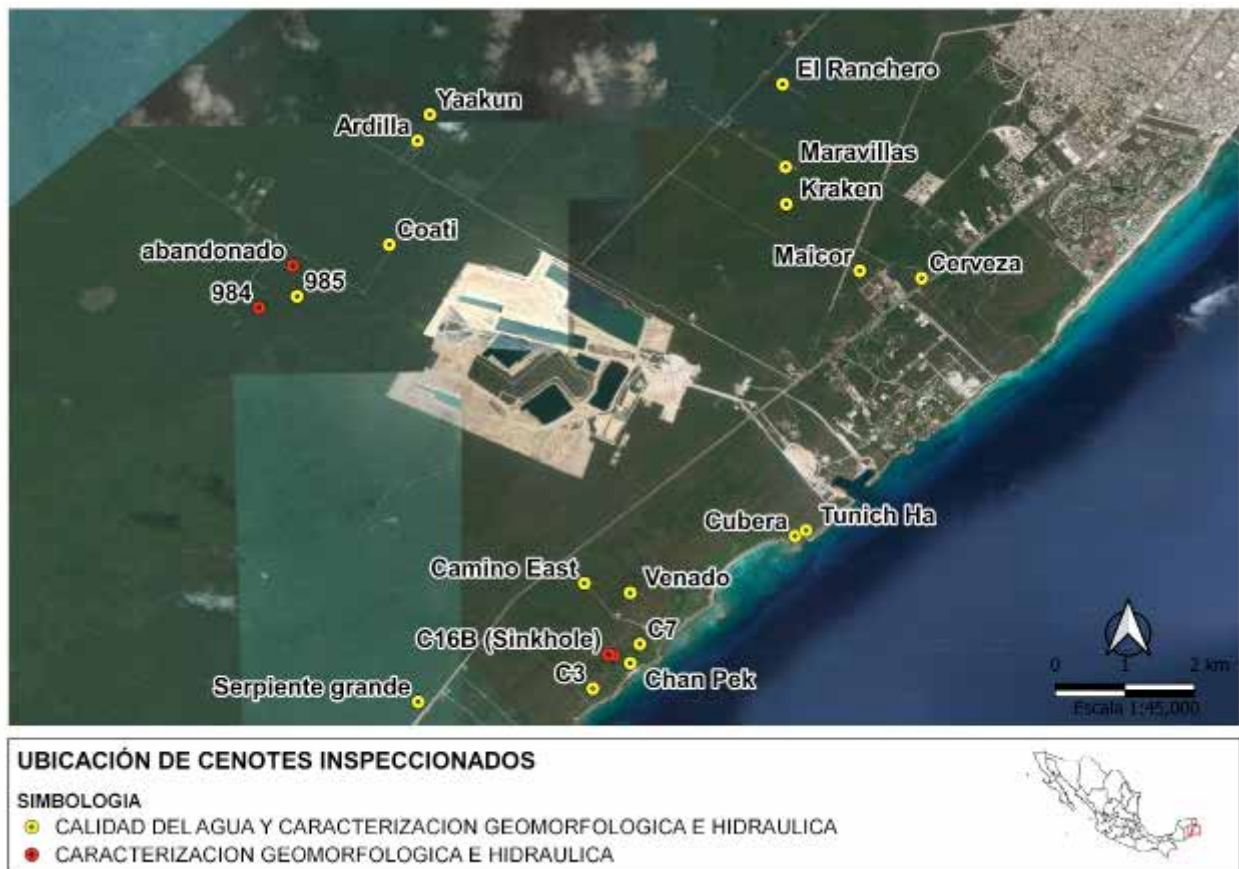 El Ranchero
Yaakun
Ardilla
Maravillas
Kraken
Coati
abandonado
Maicor
Cerveza
985
984
Tunich Ha
Cubera
Camino East
Venado
C7
C16B (Sinkhole)
Chan Pek
C3
Serpiente grande
0 1 2 km
Escala 1:45,000
UBICACIÓN DE CENOTES INSPECCIONADOS
SIMBOLOGIA
CALIDAD DEL AGUA Y CARACTERIZACION GEOMORFOLOGICA E HIDRAULICA
CARACTERIZACION GEOMORFOLOGICA E HIDRAULICA